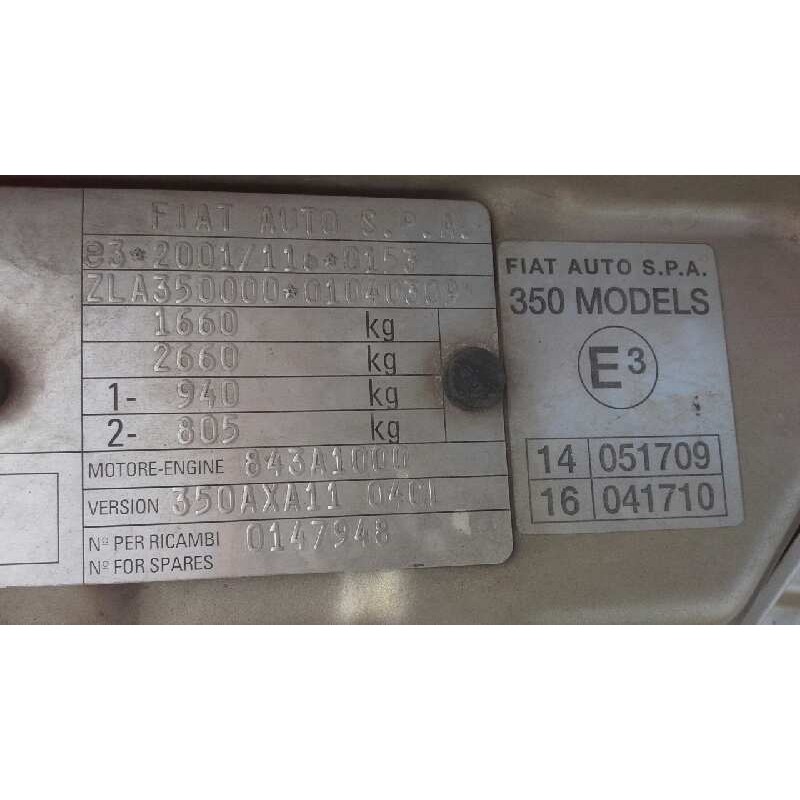 FIAT AUTO S.P.A.
e3*2001/116*0153
ZLA350000*01040309
1660 kg
2660 kg
1- 940 kg
2- 805 kg
MOTORE-ENGINE 843A1000
VERSION 350AXA11 04C1
Nº PER RICAMBI 0147948
Nº FOR SPARES
FIAT AUTO S.P.A.
350 MODELS
E3
14 051709
16 041710